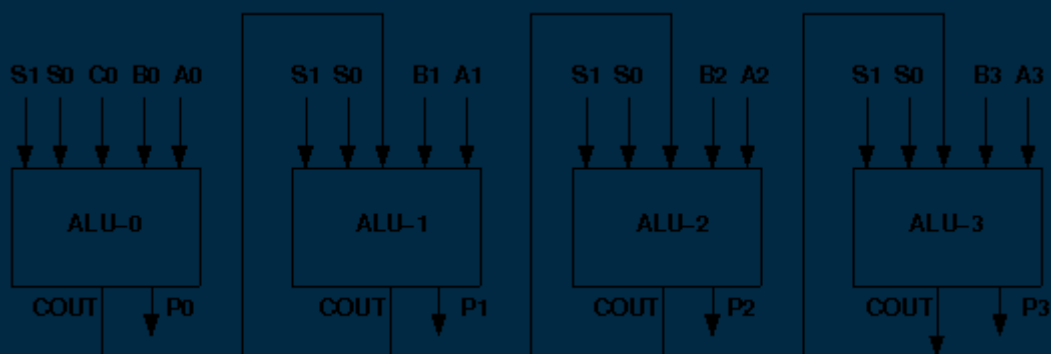 S1 S0 C0 B0 A0 S1 S0 B1 A1 S1 S0 B2 A2 S1 S0 B3 A3
ALU-0 ALU-1 ALU-2 ALU-3
COUT P0 COUT P1 COUT P2 COUT P3